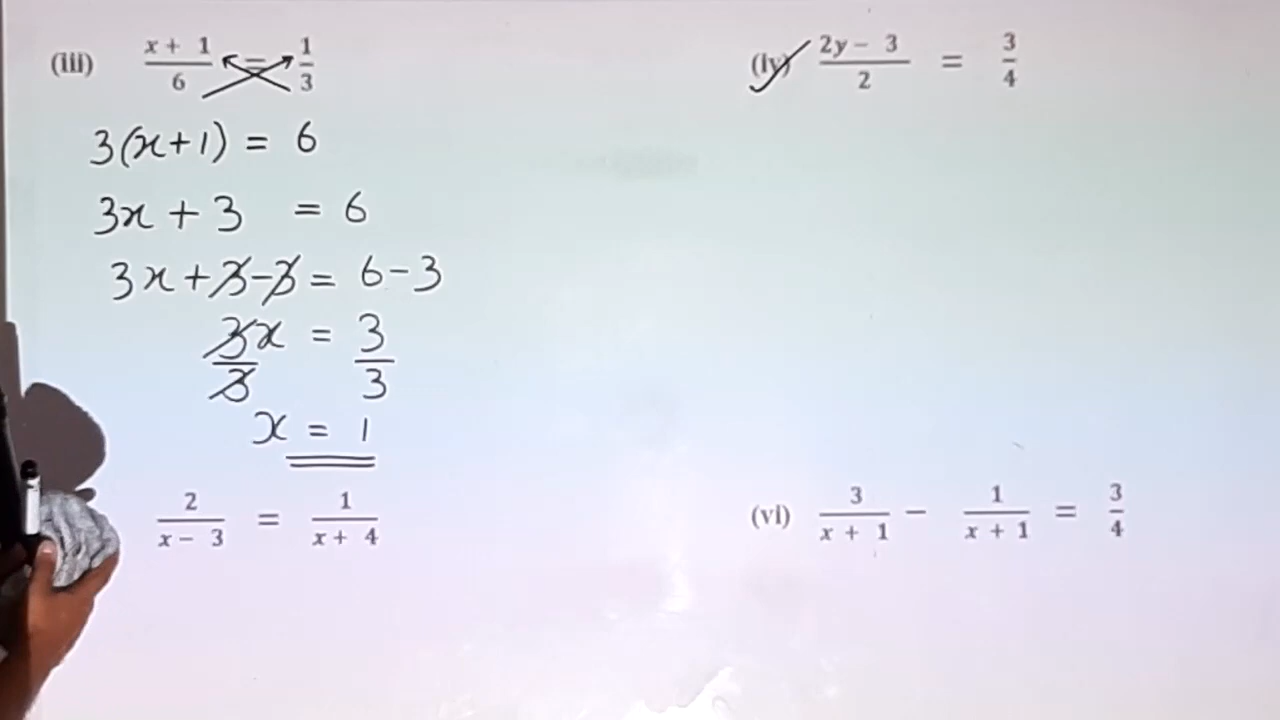 (iii) x + 1 / 6 = 1 / 3
3(x+1) = 6
3x + 3 = 6
3x + 3 - 3 = 6 - 3
3x / 3 = 3 / 3
x = 1
2 / x - 3 = 1 / x + 4
(iv) 2y - 3 / 2 = 3 / 4
(vi) 3 / x + 1 - 1 / x + 1 = 3 / 4